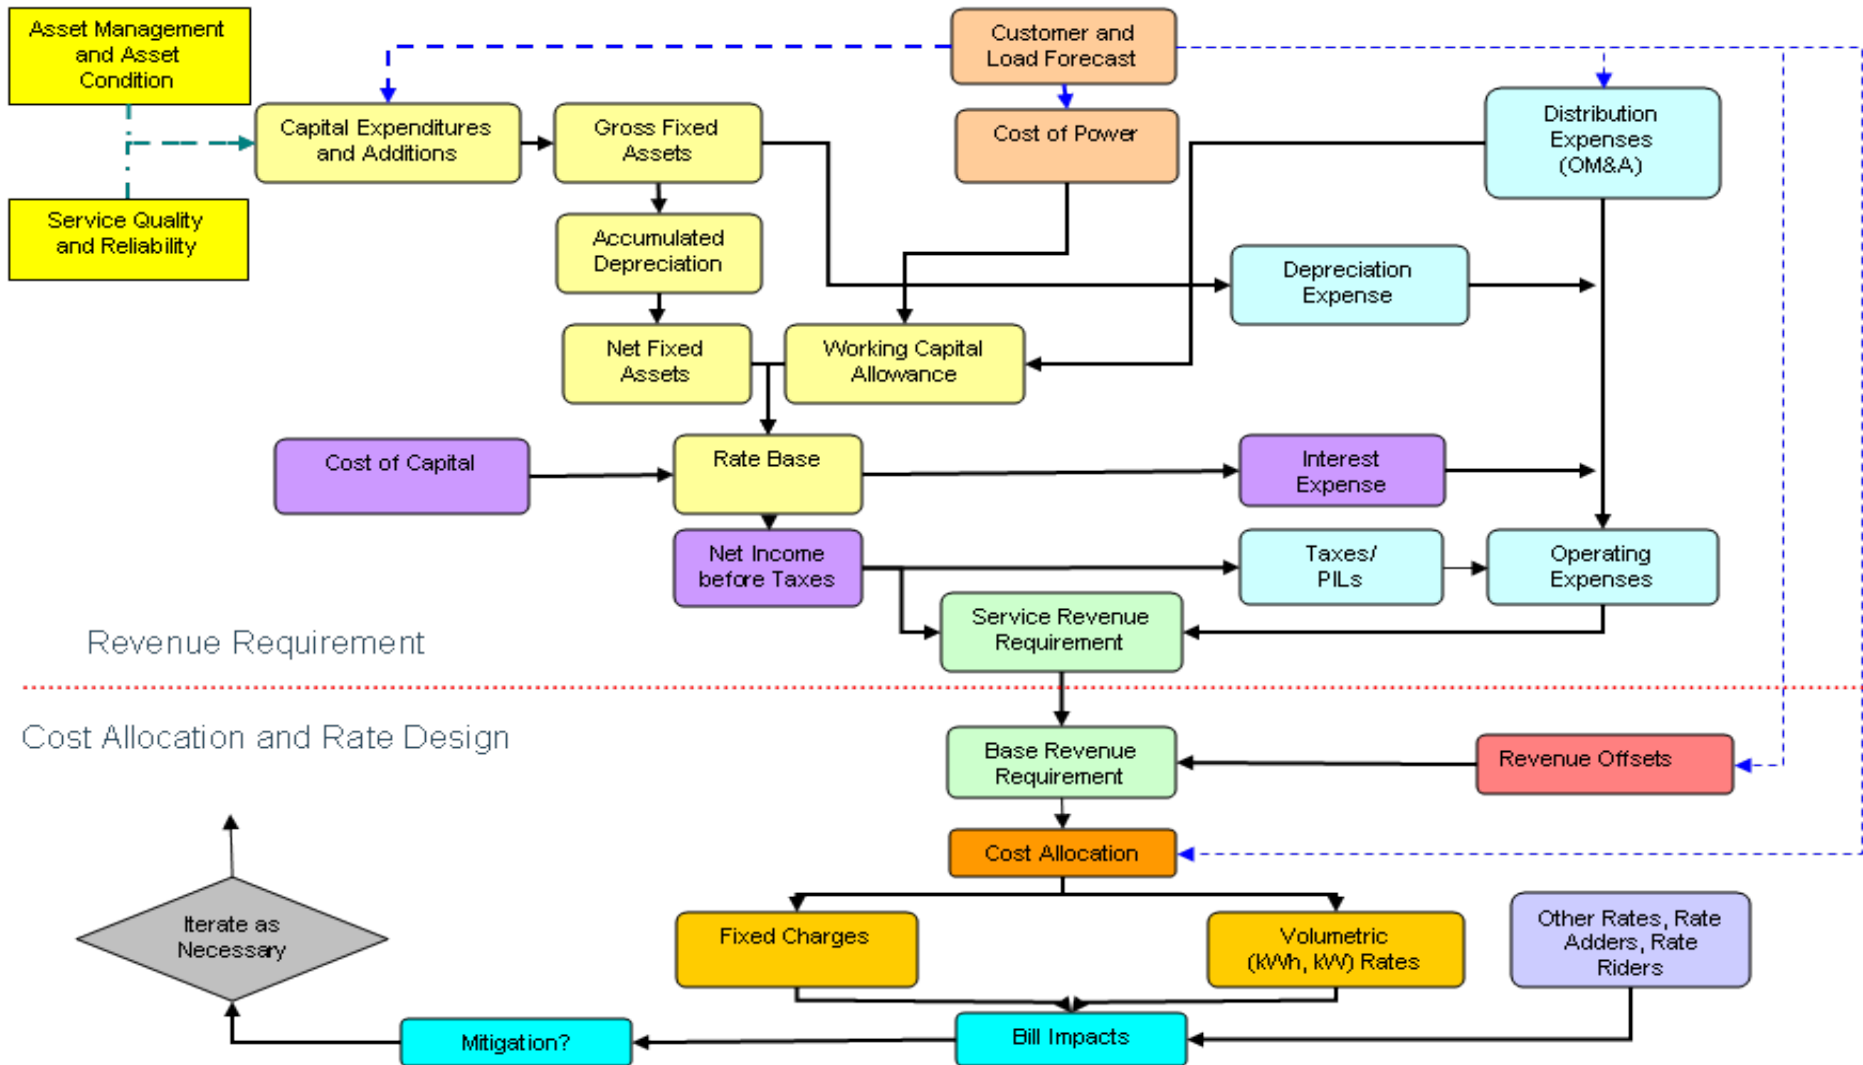 Asset Management
and Asset
Condition
Customer and
Load Forecast
Capital Expenditures
and Additions
Gross Fixed
Assets
Cost of Power
Distribution
Expenses
(OM&A)
Service Quality
and Reliability
Accumulated
Depreciation
Depreciation
Expense
Net Fixed
Assets
Working Capital
Allowance
Cost of Capital
Rate Base
Interest
Expense
Net Income
before Taxes
Taxes/
PILs
Operating
Expenses
Service Revenue
Requirement
Revenue Requirement
Cost Allocation and Rate Design
Base Revenue
Requirement
Revenue Offsets
Cost Allocation
Iterate as
Necessary
Fixed Charges
Volumetric
(kWh, kW) Rates
Other Rates, Rate
Adders, Rate
Riders
Mitigation?
Bill Impacts